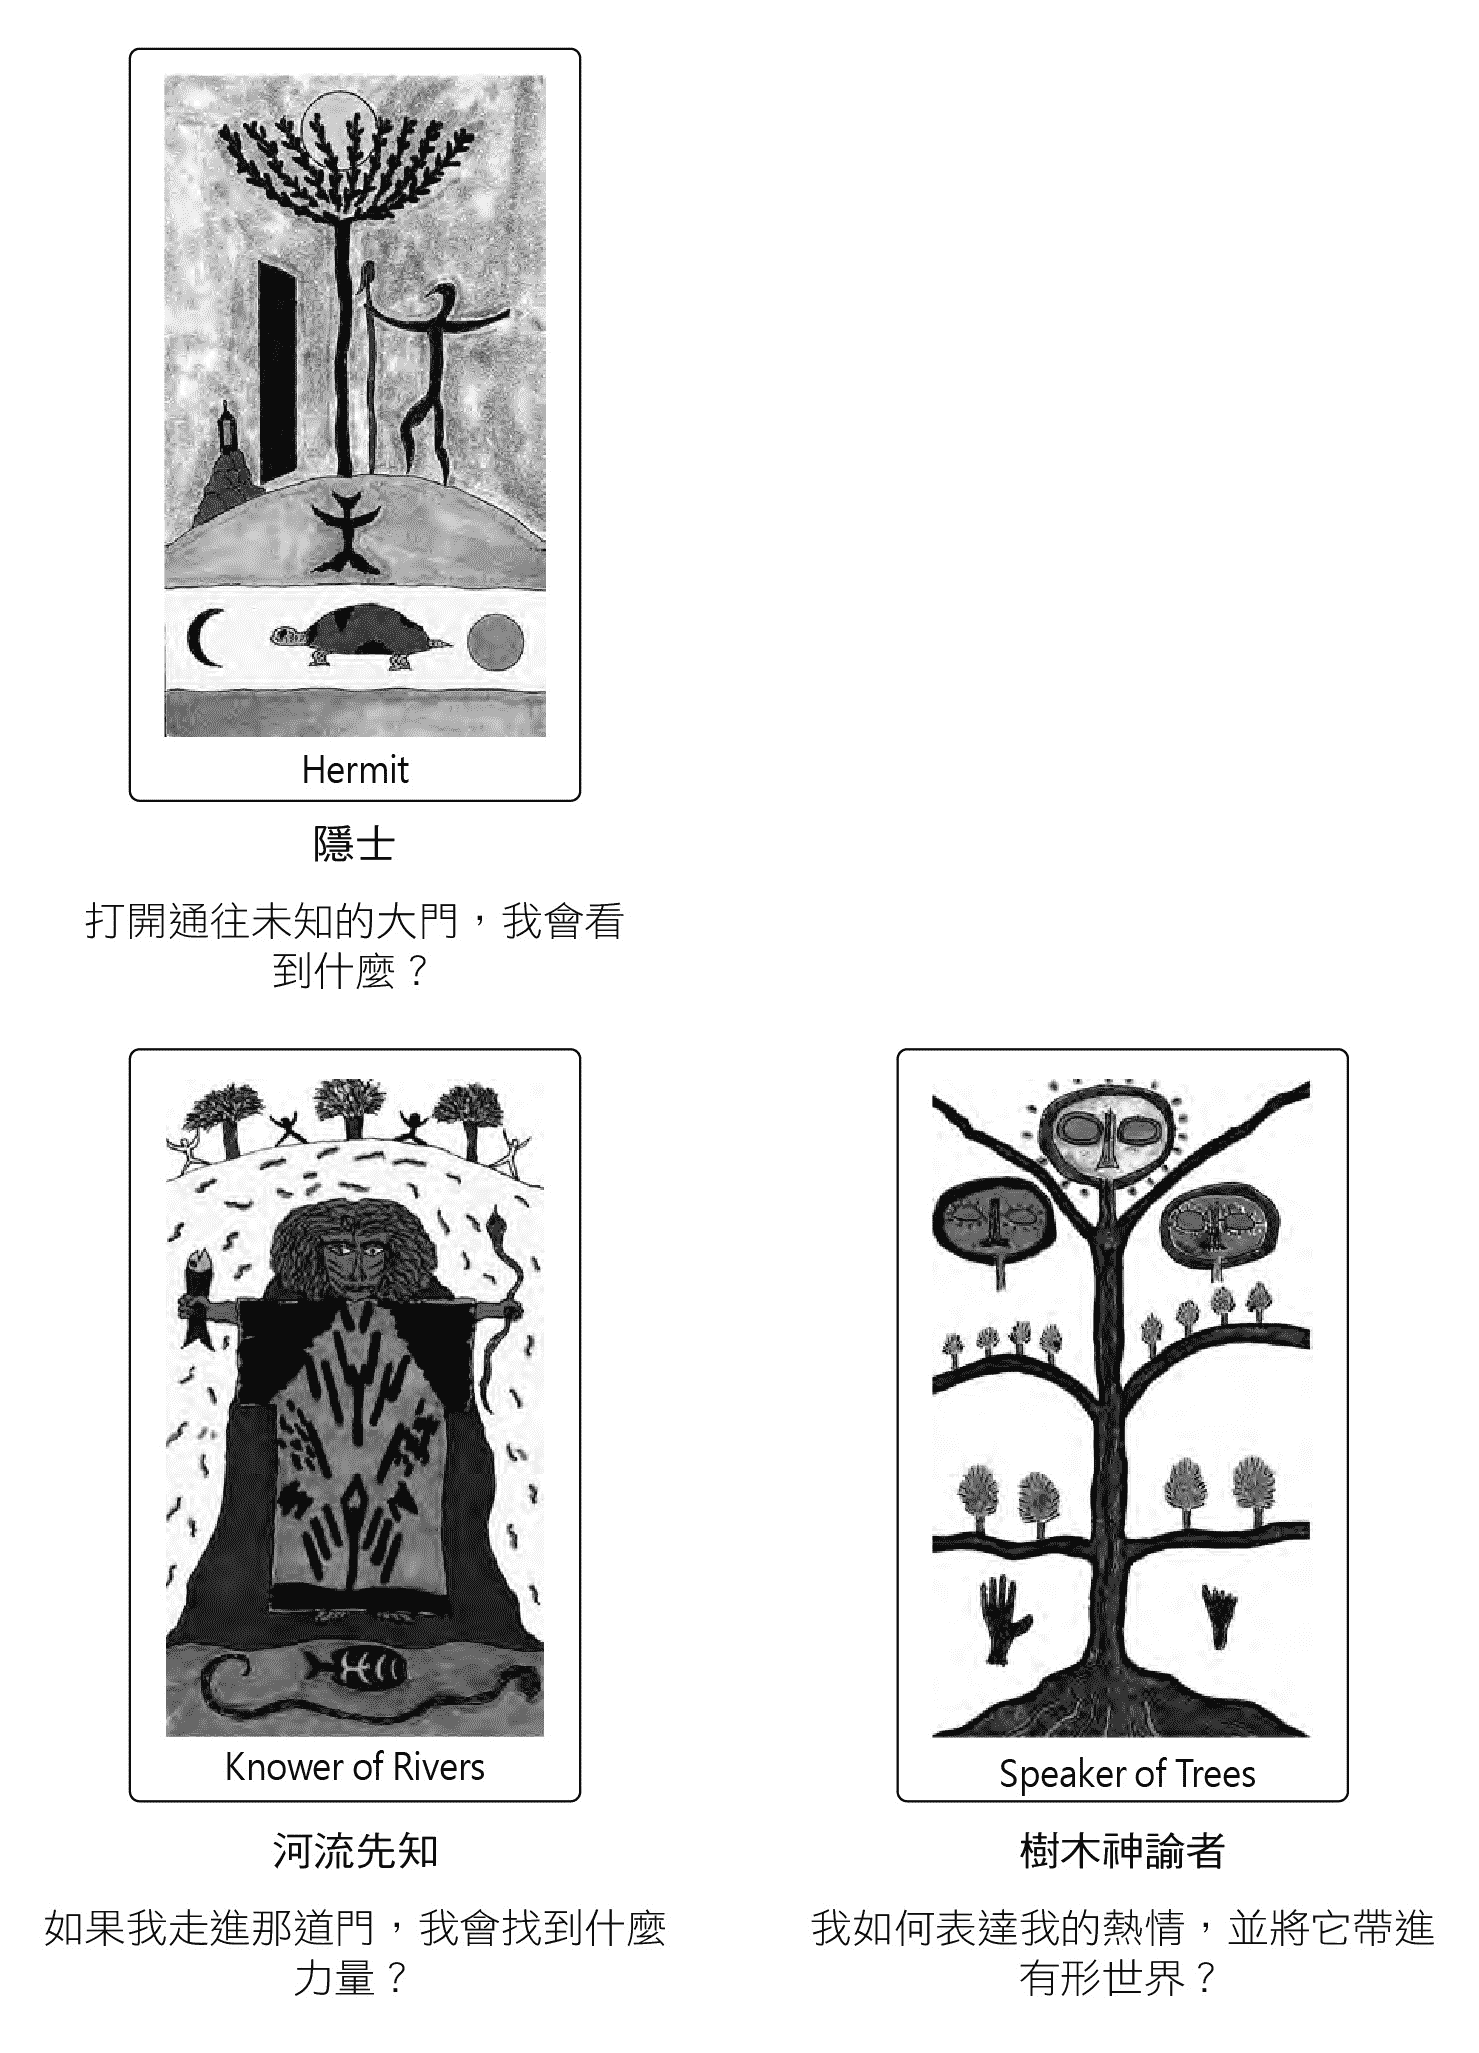 Hermit
隱士
打開通往未知的大門，我會看
到什麼？
Knower of Rivers
河流先知
如果我走進那道門，我會找到什麼
力量？
Speaker of Trees
樹木神諭者
我如何表達我的熱情，並將它帶進
有形世界？